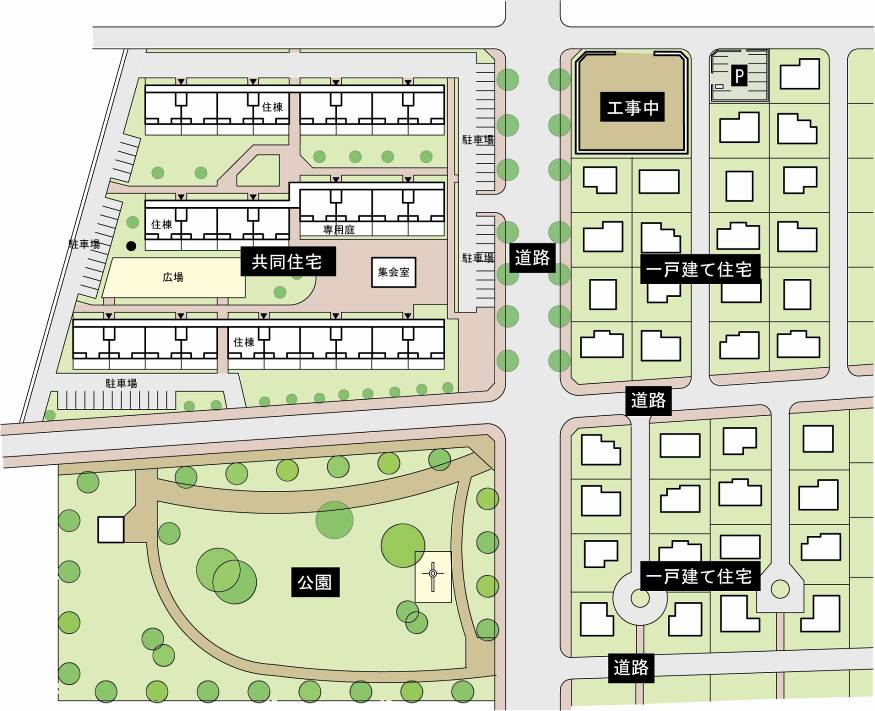 P
住棟
工事中
駐車場
住棟
専用庭
駐車場
共同住宅
道路
駐車場
一戸建て住宅
広場
集会室
住棟
駐車場
道路
公園
一戸建て住宅
道路